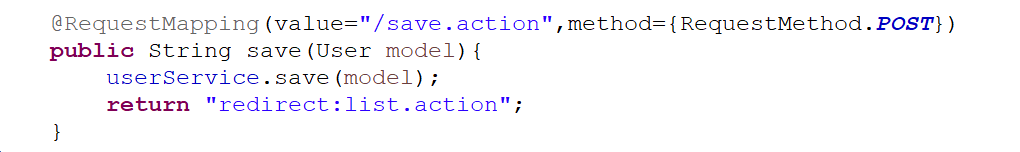 @RequestMapping(value="/save.action",method={RequestMethod.POST})
public String save(User model){
    userService.save(model);
    return "redirect:list.action";
}